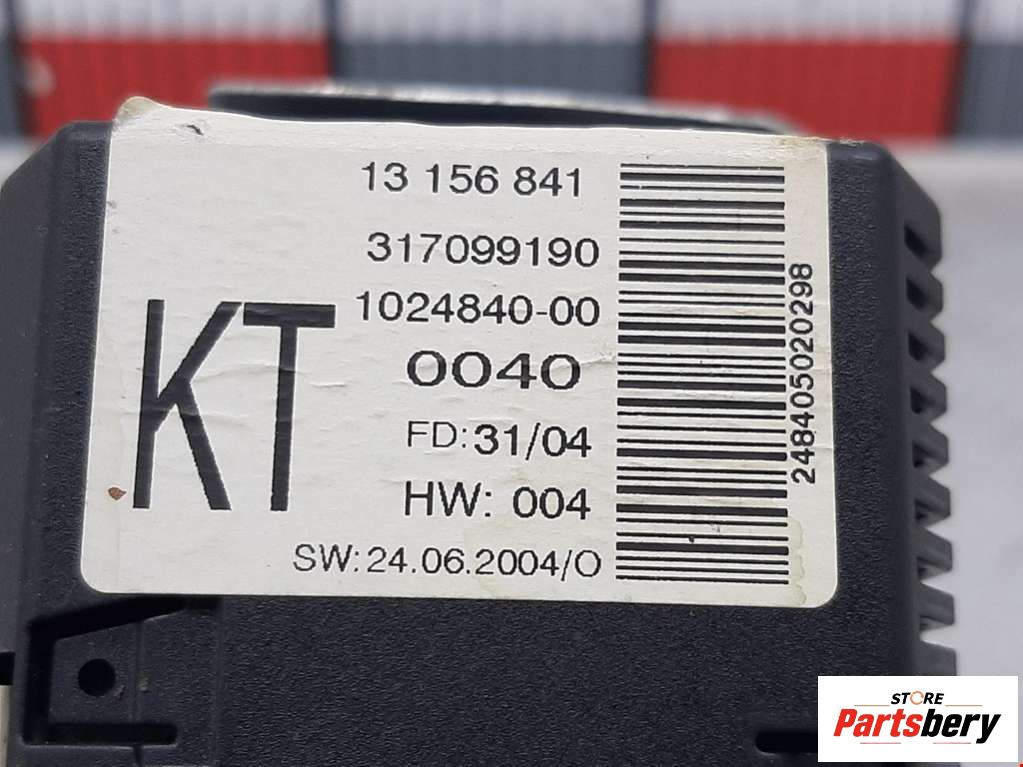 13 156 841
317099190
1024840-00
KT
0040
FD: 31/04
HW: 004
SW: 24.06.2004/O
24840502020298
STORE
Partsbery